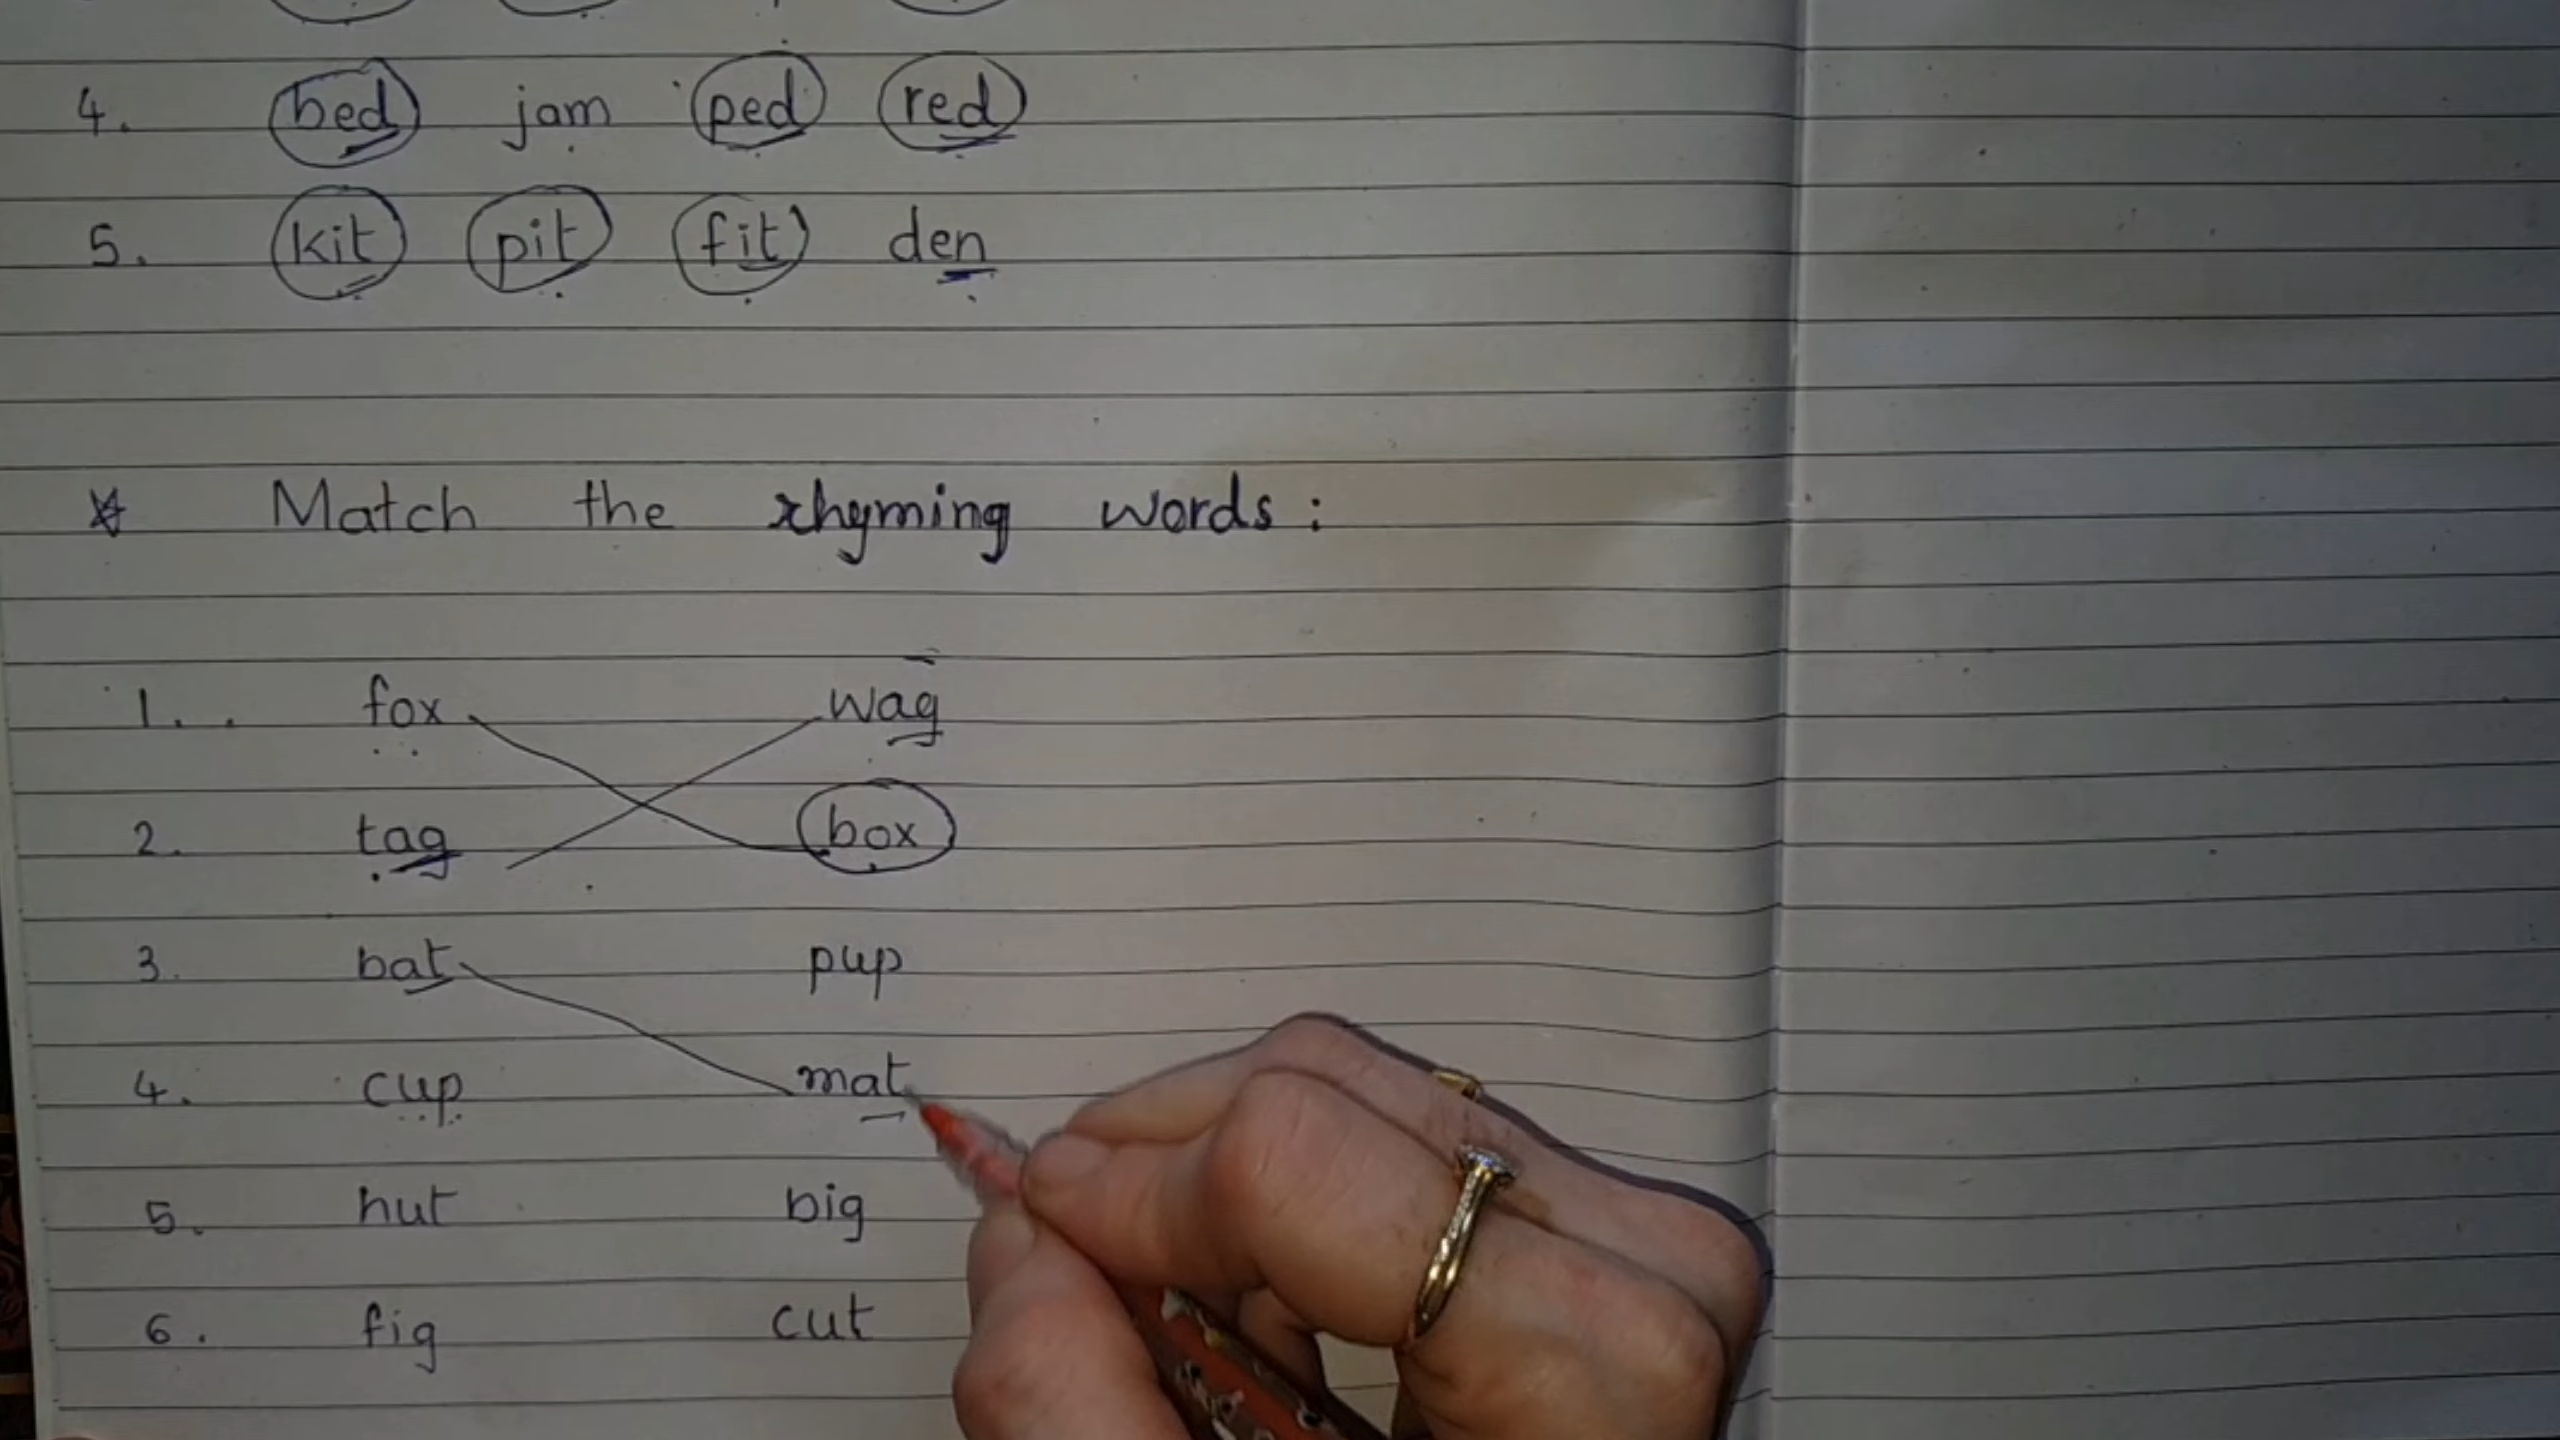 4. bed jam ped red
5. kit pit fit den
* Match the rhyming words:
1. fox wag
2. tag box
3. bat pup
4. cup mat
5. hut big
6. fig cut